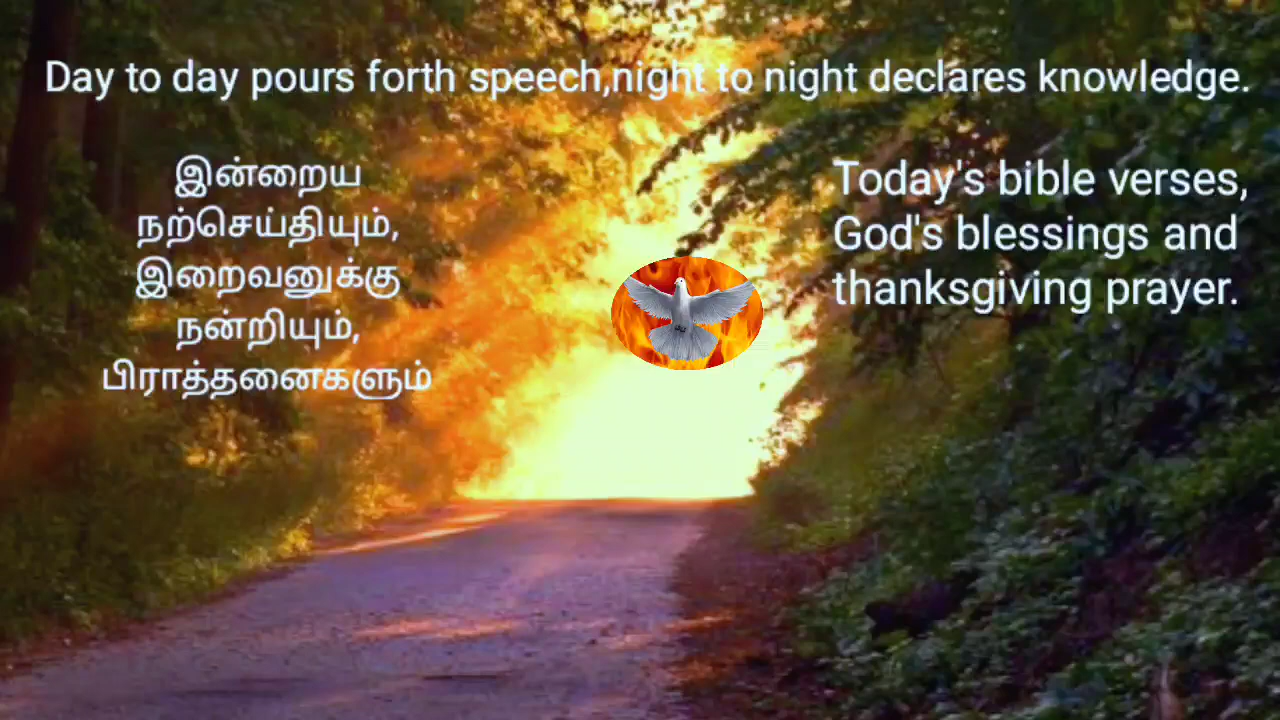 Day to day pours forth speech,night to night declares knowledge.
இன்றைய
நற்செய்தியும்,
இறைவனுக்கு
நன்றியும்,
பிராத்தனைகளும்
Today's bible verses,
God's blessings and
thanksgiving prayer.